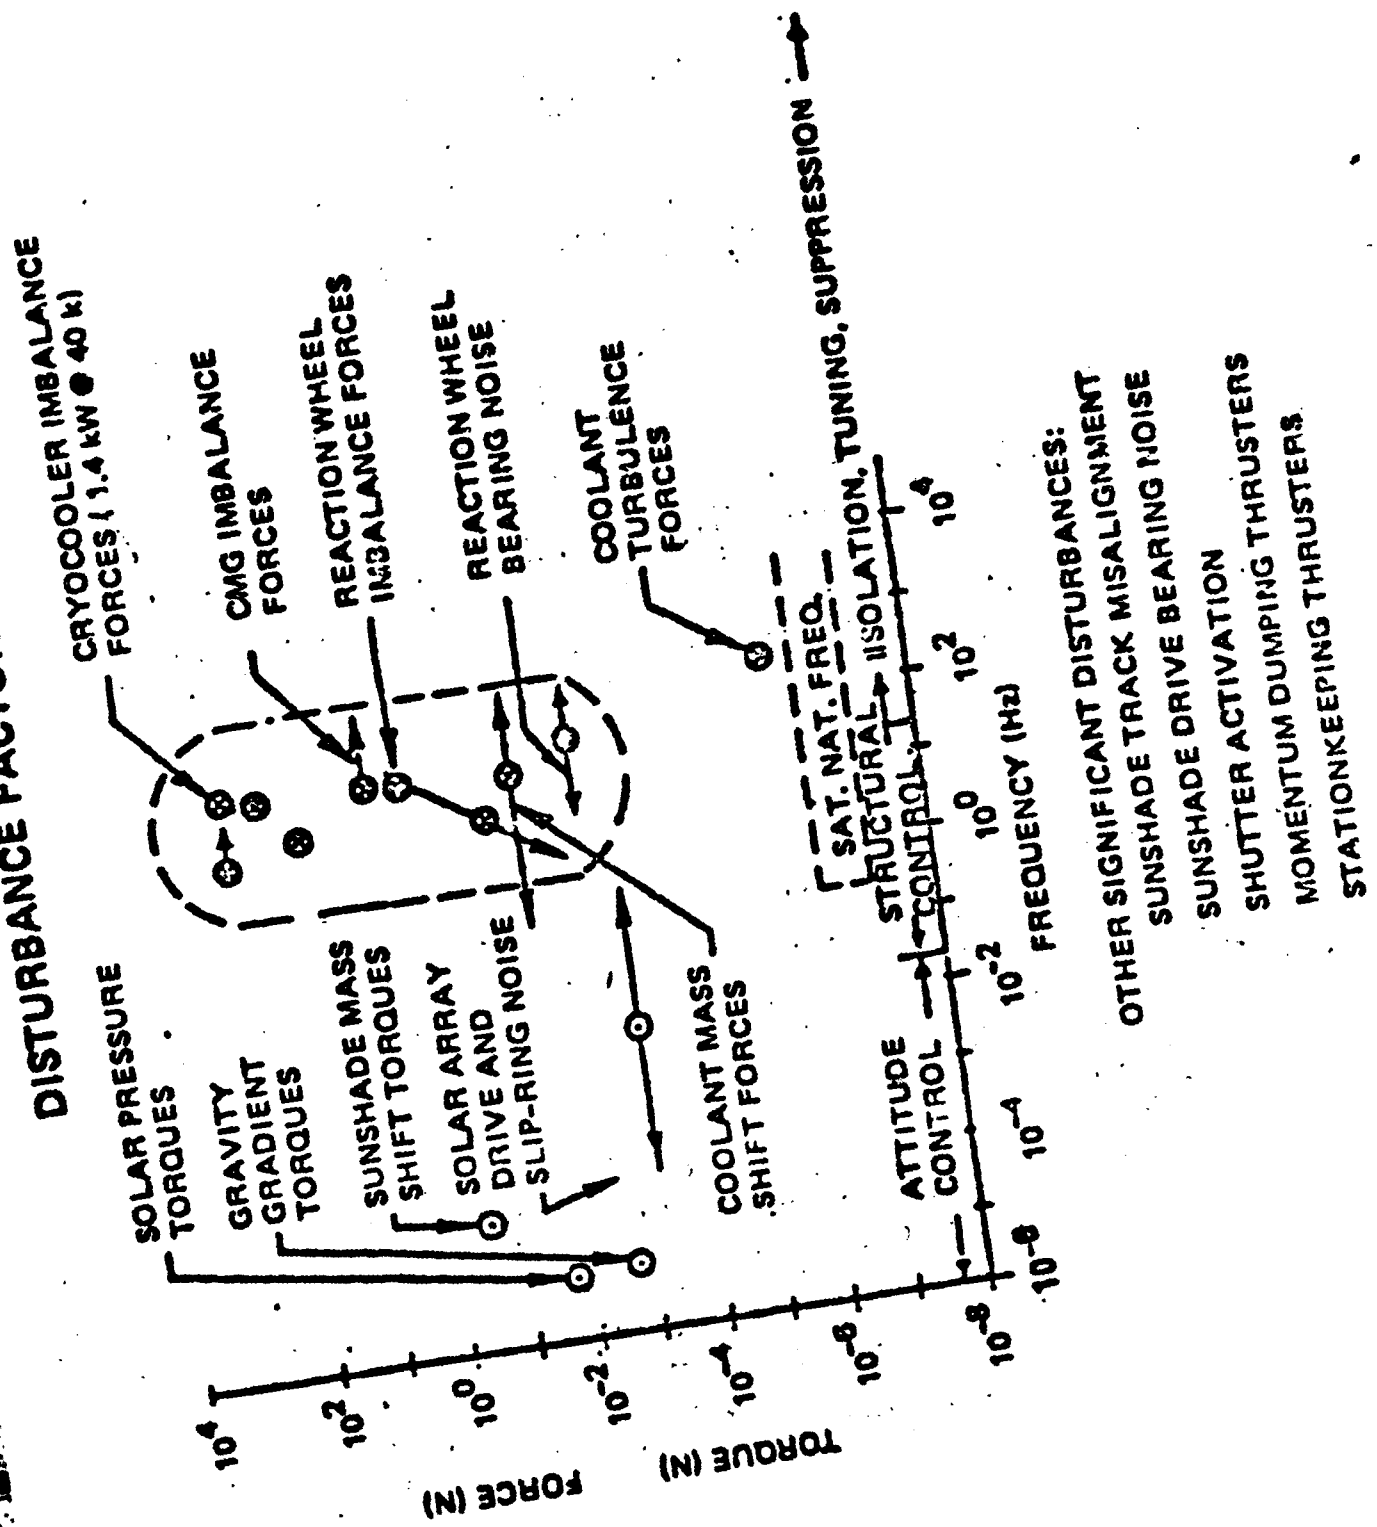 DISTURBANCE
CRYOCOOLER IMBALANCE
FORCES ( 1.4 kW @ 40 k)
CMG IMBALANCE
FORCES
REACTION WHEEL
IMBALANCE FORCES
REACTION WHEEL
BEARING NOISE
COOLANT
TURBULENCE
FORCES
SOLAR PRESSURE
TORQUES
GRAVITY
GRADIENT
TORQUES
SUNSHADE MASS
SHIFT TORQUES
SOLAR ARRAY
DRIVE AND
SLIP-RING NOISE
COOLANT MASS
SHIFT FORCES
SAT. NAT. FREQ.
STRUCTURAL
CONTROL
ISOLATION, TUNING, SUPPRESSION
ATTITUDE
CONTROL
10^4
10^2
10^0
10^-2
10^-4
10^-6
10^-8
FORCE (N)
TORQUE (N)
10^-4
10^-2
10^0
10^2
10^4
FREQUENCY (Hz)
OTHER SIGNIFICANT DISTURBANCES:
SUNSHADE TRACK MISALIGNMENT
SUNSHADE DRIVE BEARING NOISE
SUNSHADE ACTIVATION
SHUTTER ACTIVATION
MOMENTUM DUMPING THRUSTERS
STATIONKEEPING THRUSTERS